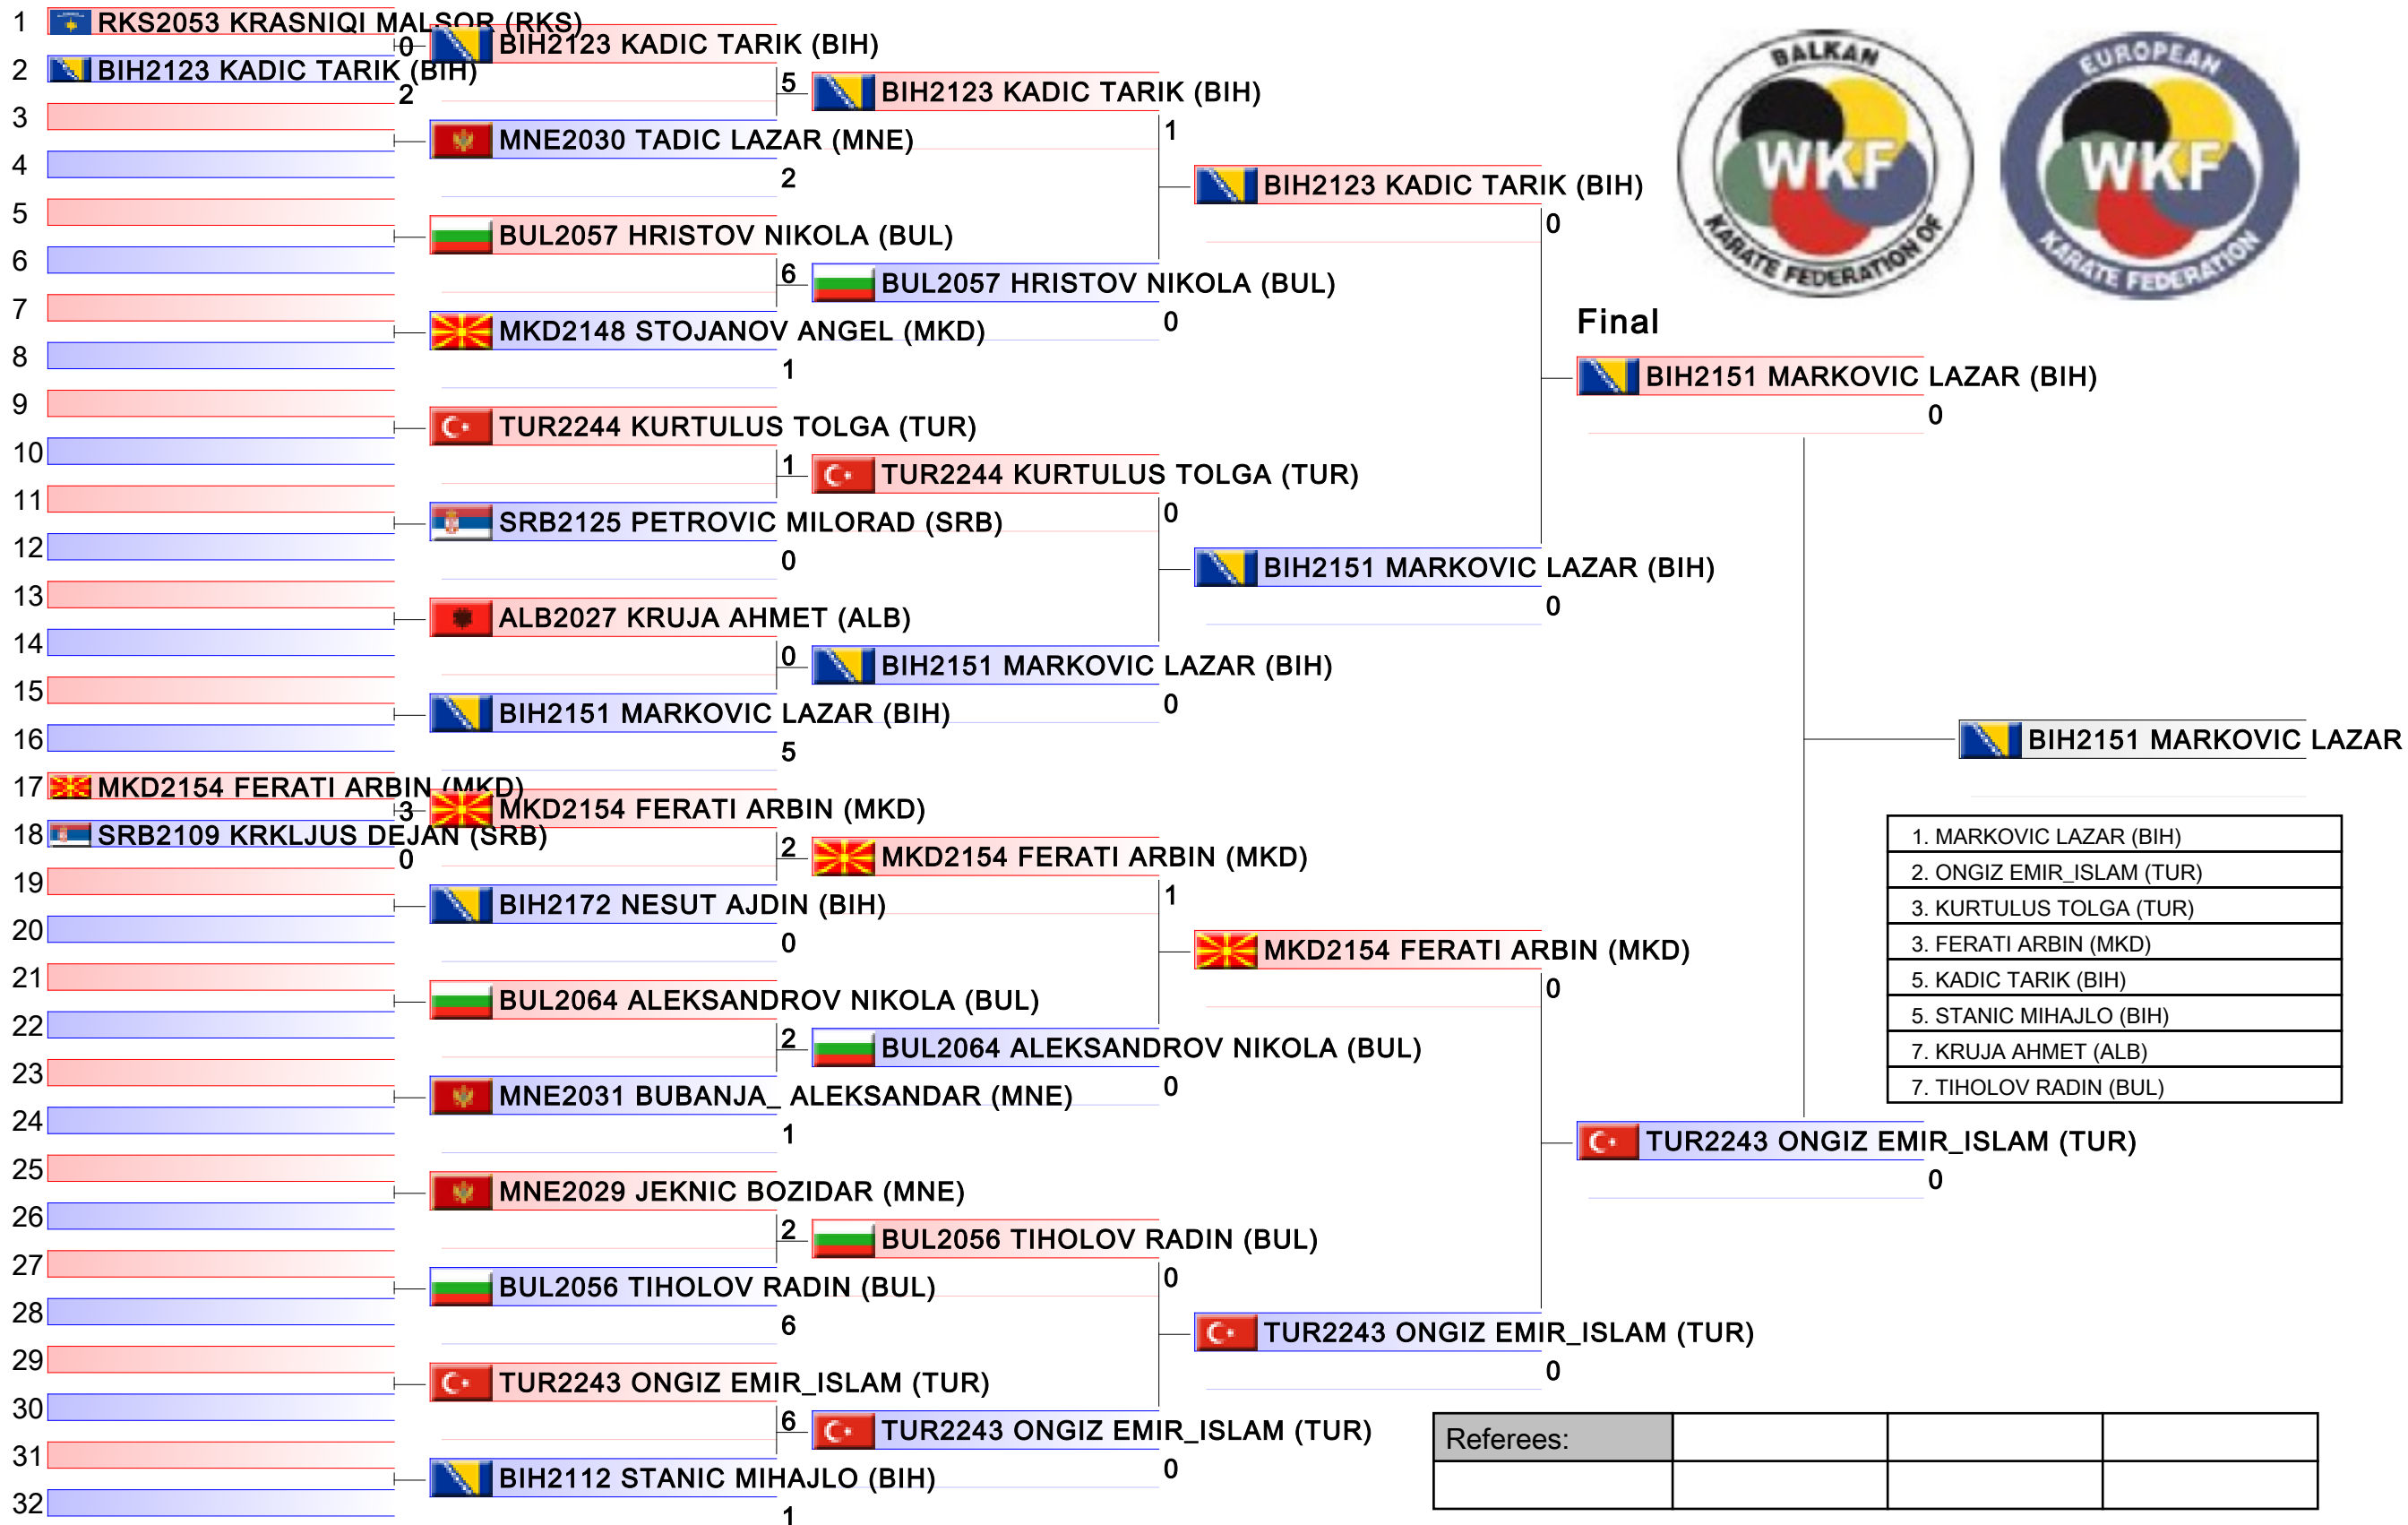 1 RKS2053 KRASNIQI MALSOR (RKS)
0
2 BIH2123 KADIC TARIK (BIH)
2
3
4
5
6
7
8
9
10
11
12
13
14
15
16
17 MKD2154 FERATI ARBIN (MKD)
3
18 SRB2109 KRKLJUS DEJAN (SRB)
0
19
20
21
22
23
24
25
26
27
28
29
30
31
32
BIH2123 KADIC TARIK (BIH)
5
MNE2030 TADIC LAZAR (MNE)
2
BUL2057 HRISTOV NIKOLA (BUL)
6
MKD2148 STOJANOV ANGEL (MKD)
1
TUR2244 KURTULUS TOLGA (TUR)
1
SRB2125 PETROVIC MILORAD (SRB)
0
ALB2027 KRUJA AHMET (ALB)
0
BIH2151 MARKOVIC LAZAR (BIH)
5
MKD2154 FERATI ARBIN (MKD)
2
BIH2172 NESUT AJDIN (BIH)
0
BUL2064 ALEKSANDROV NIKOLA (BUL)
2
MNE2031 BUBANJA_ ALEKSANDAR (MNE)
1
MNE2029 JEKNIC BOZIDAR (MNE)
2
BUL2056 TIHOLOV RADIN (BUL)
6
TUR2243 ONGIZ EMIR_ISLAM (TUR)
6
BIH2112 STANIC MIHAJLO (BIH)
1
BIH2123 KADIC TARIK (BIH)
1
BUL2057 HRISTOV NIKOLA (BUL)
0
TUR2244 KURTULUS TOLGA (TUR)
0
BIH2151 MARKOVIC LAZAR (BIH)
0
MKD2154 FERATI ARBIN (MKD)
1
BUL2064 ALEKSANDROV NIKOLA (BUL)
0
BUL2056 TIHOLOV RADIN (BUL)
0
TUR2243 ONGIZ EMIR_ISLAM (TUR)
0
BIH2123 KADIC TARIK (BIH)
0
BIH2151 MARKOVIC LAZAR (BIH)
0
MKD2154 FERATI ARBIN (MKD)
0
TUR2243 ONGIZ EMIR_ISLAM (TUR)
0
BALKAN
WKF
KARATE FEDERATION OF
EUROPEAN
WKF
KARATE FEDERATION
Final
BIH2151 MARKOVIC LAZAR (BIH)
0
TUR2243 ONGIZ EMIR_ISLAM (TUR)
0
BIH2151 MARKOVIC LAZAR
1. MARKOVIC LAZAR (BIH)
2. ONGIZ EMIR_ISLAM (TUR)
3. KURTULUS TOLGA (TUR)
3. FERATI ARBIN (MKD)
5. KADIC TARIK (BIH)
5. STANIC MIHAJLO (BIH)
7. KRUJA AHMET (ALB)
7. TIHOLOV RADIN (BUL)
Referees: